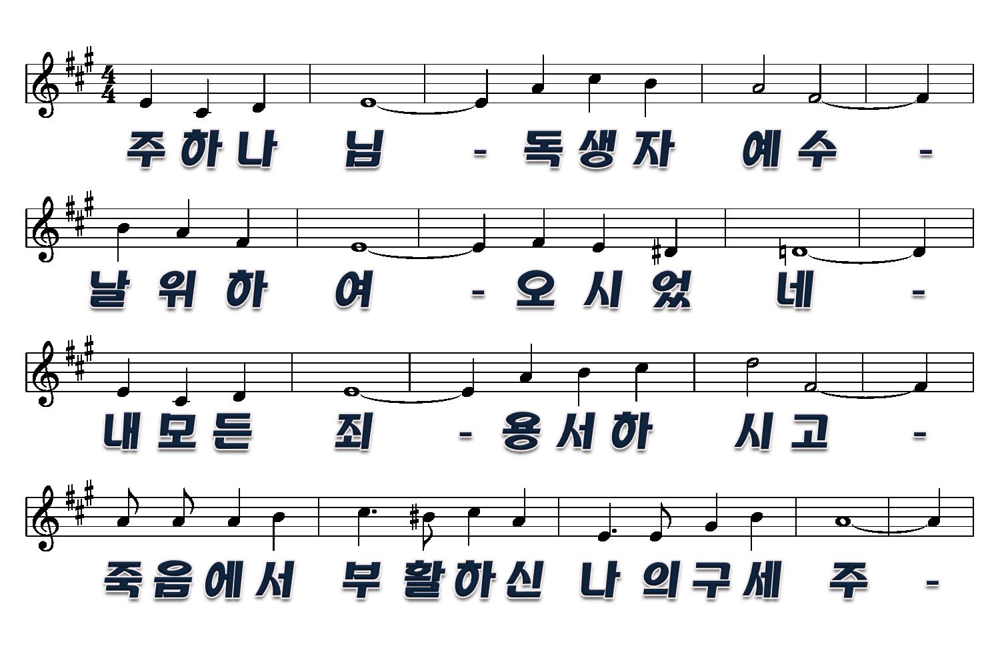 주하나 님 - 독생자 예수 -
날위하 여 - 오시었 네 -
내모든 죄 - 용서하 시고 -
죽음에서 부활하신 나의구세 주 -